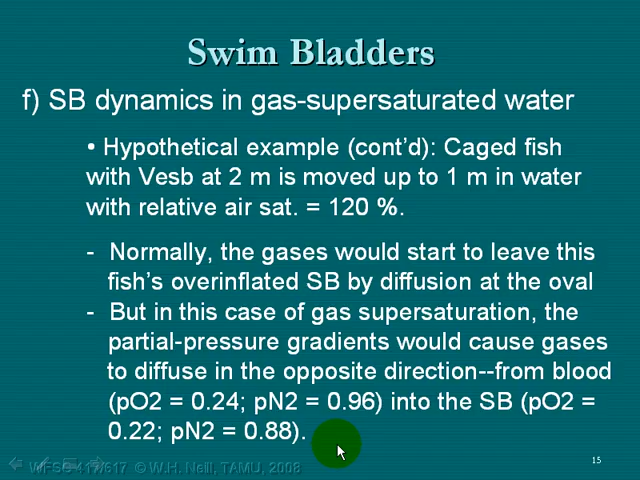 Swim Bladders
f) SB dynamics in gas-supersaturated water
• Hypothetical example (cont'd): Caged fish
with Vesb at 2 m is moved up to 1 m in water
with relative air sat. = 120 %.
- Normally, the gases would start to leave this
fish's overinflated SB by diffusion at the oval
- But in this case of gas supersaturation, the
partial-pressure gradients would cause gases
to diffuse in the opposite direction--from blood
(pO2 = 0.24; pN2 = 0.96) into the SB (pO2 =
0.22; pN2 = 0.88).
WFSC 417/617 © W.H. Neill, TAMU, 2008
15